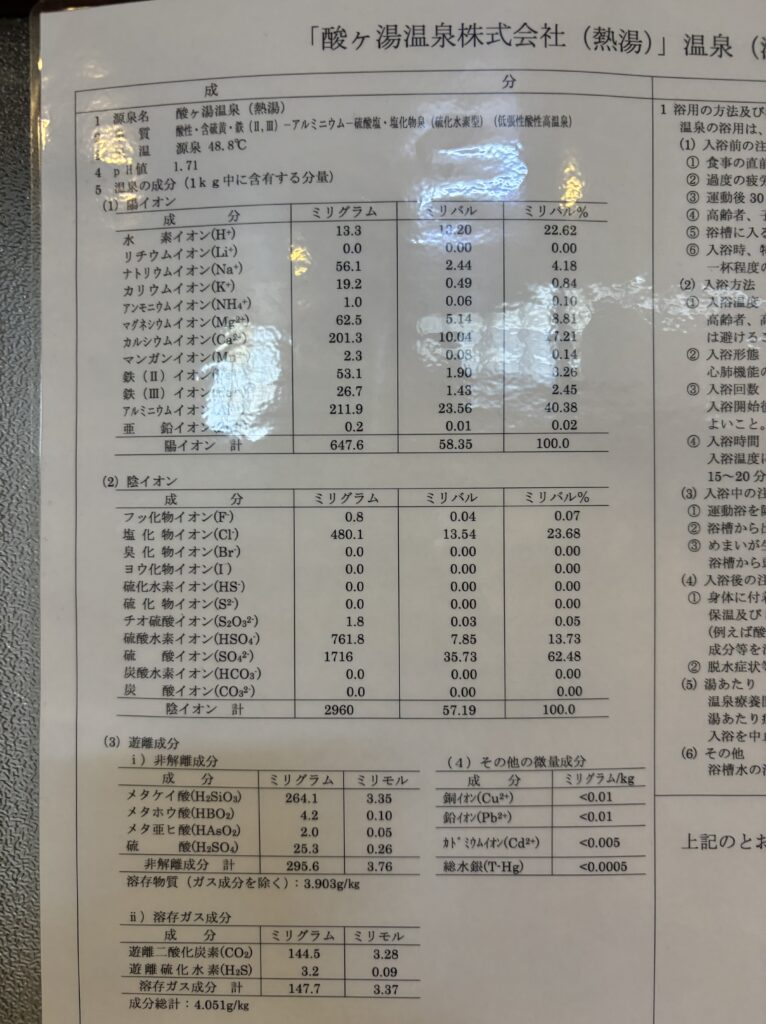 「酸ヶ湯温泉株式会社（熱湯）」温泉（
成　　分
1 源泉名　酸ヶ湯温泉（熱湯）
質　酸性・含硫黄・鉄（Ⅱ,Ⅲ）－アルミニウム－硫酸塩・塩化物泉（硫化水素型）（低張性酸性高温泉）
温　源泉 48.8℃
4 pH値　1.71
5 温泉の成分（1kg中に含有する分量）
(1) 陽イオン
成　分　ミリグラム　ミリバル　ミリバル%
水　素イオン(H⁺)　13.3　13.20　22.62
リチウムイオン(Li⁺)　0.0　0.00　0.00
ナトリウムイオン(Na⁺)　56.1　2.44　4.18
カリウムイオン(K⁺)　19.2　0.49　0.84
アンモニウムイオン(NH4⁺)　1.0　0.06　0.10
マグネシウムイオン(Mg²⁺)　62.5　5.14　8.81
カルシウムイオン(Ca²⁺)　201.3　10.04　17.21
マンガンイオン　2.3　0.08　0.14
鉄（Ⅱ）イオン　53.1　1.90　3.26
鉄（Ⅲ）イオン　26.7　1.43　2.45
アルミニウムイオン　211.9　23.56　40.38
亜　鉛イオン　0.2　0.01　0.02
陽イオン　計　647.6　58.35　100.0
(2) 陰イオン
成　分　ミリグラム　ミリバル　ミリバル%
フッ化物イオン(F⁻)　0.8　0.04　0.07
塩 化 物イオン(Cl⁻)　480.1　13.54　23.68
臭 化 物イオン(Br⁻)　0.0　0.00　0.00
ヨウ化物イオン(I⁻)　0.0　0.00　0.00
硫化水素イオン(HS⁻)　0.0　0.00　0.00
硫 化 物イオン(S²⁻)　0.0　0.00　0.00
チオ硫酸イオン(S₂O₃²⁻)　1.8　0.03　0.05
硫酸水素イオン(HSO₄⁻)　761.8　7.85　13.73
硫　酸イオン(SO₄²⁻)　1716　35.73　62.48
炭酸水素イオン(HCO₃⁻)　0.0　0.00　0.00
炭　酸イオン(CO₃²⁻)　0.0　0.00　0.00
陰イオン　計　2960　57.19　100.0
(3) 遊離成分
ⅰ）非解離成分
成　分　ミリグラム　ミリモル
メタケイ酸(H₂SiO₃)　264.1　3.35
メタホウ酸(HBO₂)　4.2　0.10
メタ亜ヒ酸(HAsO₂)　2.0　0.05
硫　酸(H₂SO₄)　25.3　0.26
非解離成分　計　295.6　3.76
溶存物質（ガス成分を除く）：3.903g/kg
ⅱ）溶存ガス成分
成　分　ミリグラム　ミリモル
遊離二酸化炭素(CO₂)　144.5　3.28
遊離硫化水素(H₂S)　3.2　0.09
溶存ガス成分　計　147.7　3.37
成分総計：4.051g/kg
(4) その他の微量成分
成　分　ミリグラム/kg
銅イオン(Cu²⁺)　<0.01
鉛イオン(Pb²⁺)　<0.01
カドミウムイオン(Cd²⁺)　<0.005
総水銀(T-Hg)　<0.0005
1 浴用の方法及び
温泉の浴用は、
(1) 入浴前の注
① 食事の直前
② 過度の疲労
③ 運動後30
④ 高齢者、子
⑤ 浴槽に入る
⑥ 入浴時、特
一杯程度の
(2) 入浴方法
① 入浴温度
高齢者、高
は避けるこ
② 入浴形態
心肺機能の
③ 入浴回数
入浴開始後
よいこと。
④ 入浴時間
入浴温度に
15～20分
(3) 入浴中の注
① 運動浴を除
② 浴槽から出
③ めまいが生
浴槽から頭
(4) 入浴後の注
① 身体に付着
保温及び
(例えば酸
成分等を温
② 脱水症状等
(5) 湯あたり
温泉療養開
湯あたり症
入浴を中止
(6) その他
浴槽水の清
上記のとお